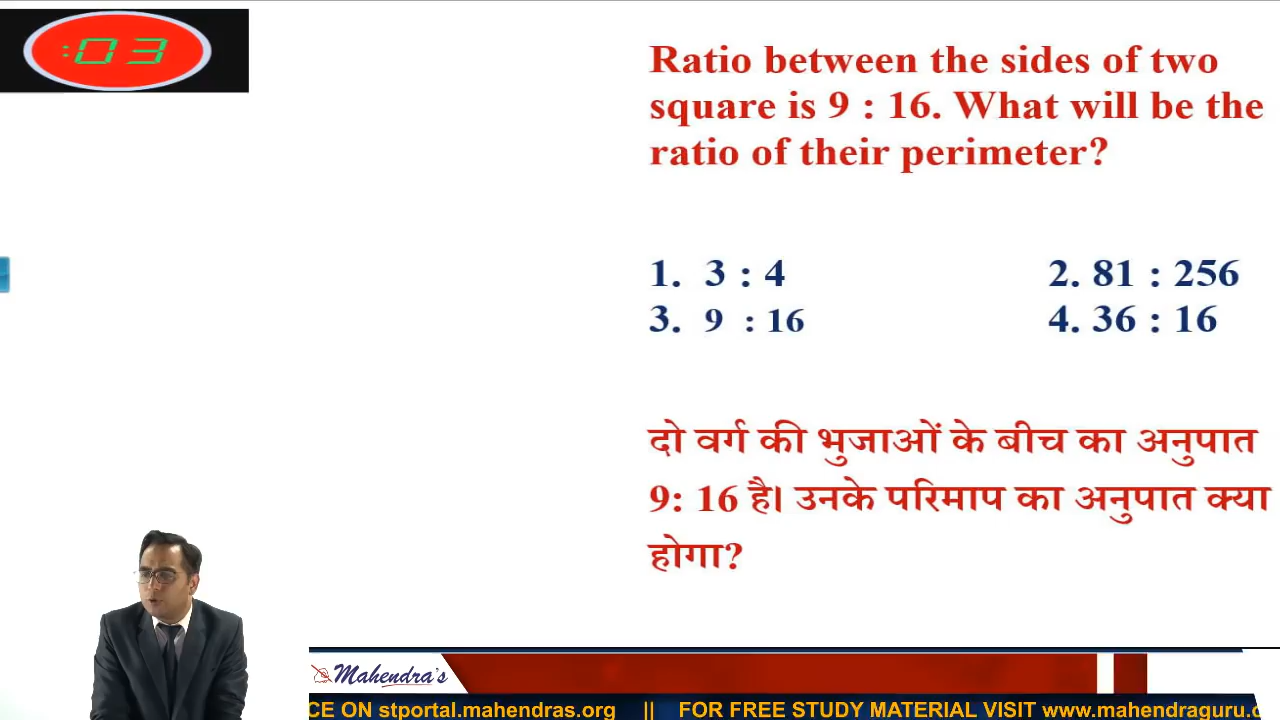 :03
Ratio between the sides of two
square is 9 : 16. What will be the
ratio of their perimeter?
1. 3 : 4
2. 81 : 256
3. 9 : 16
4. 36 : 16
दो वर्ग की भुजाओं के बीच का अनुपात
9: 16 है। उनके परिमाप का अनुपात क्या
होगा?
Mahendra's
CE ON stportal.mahendras.org || FOR FREE STUDY MATERIAL VISIT www.mahendraguru.c